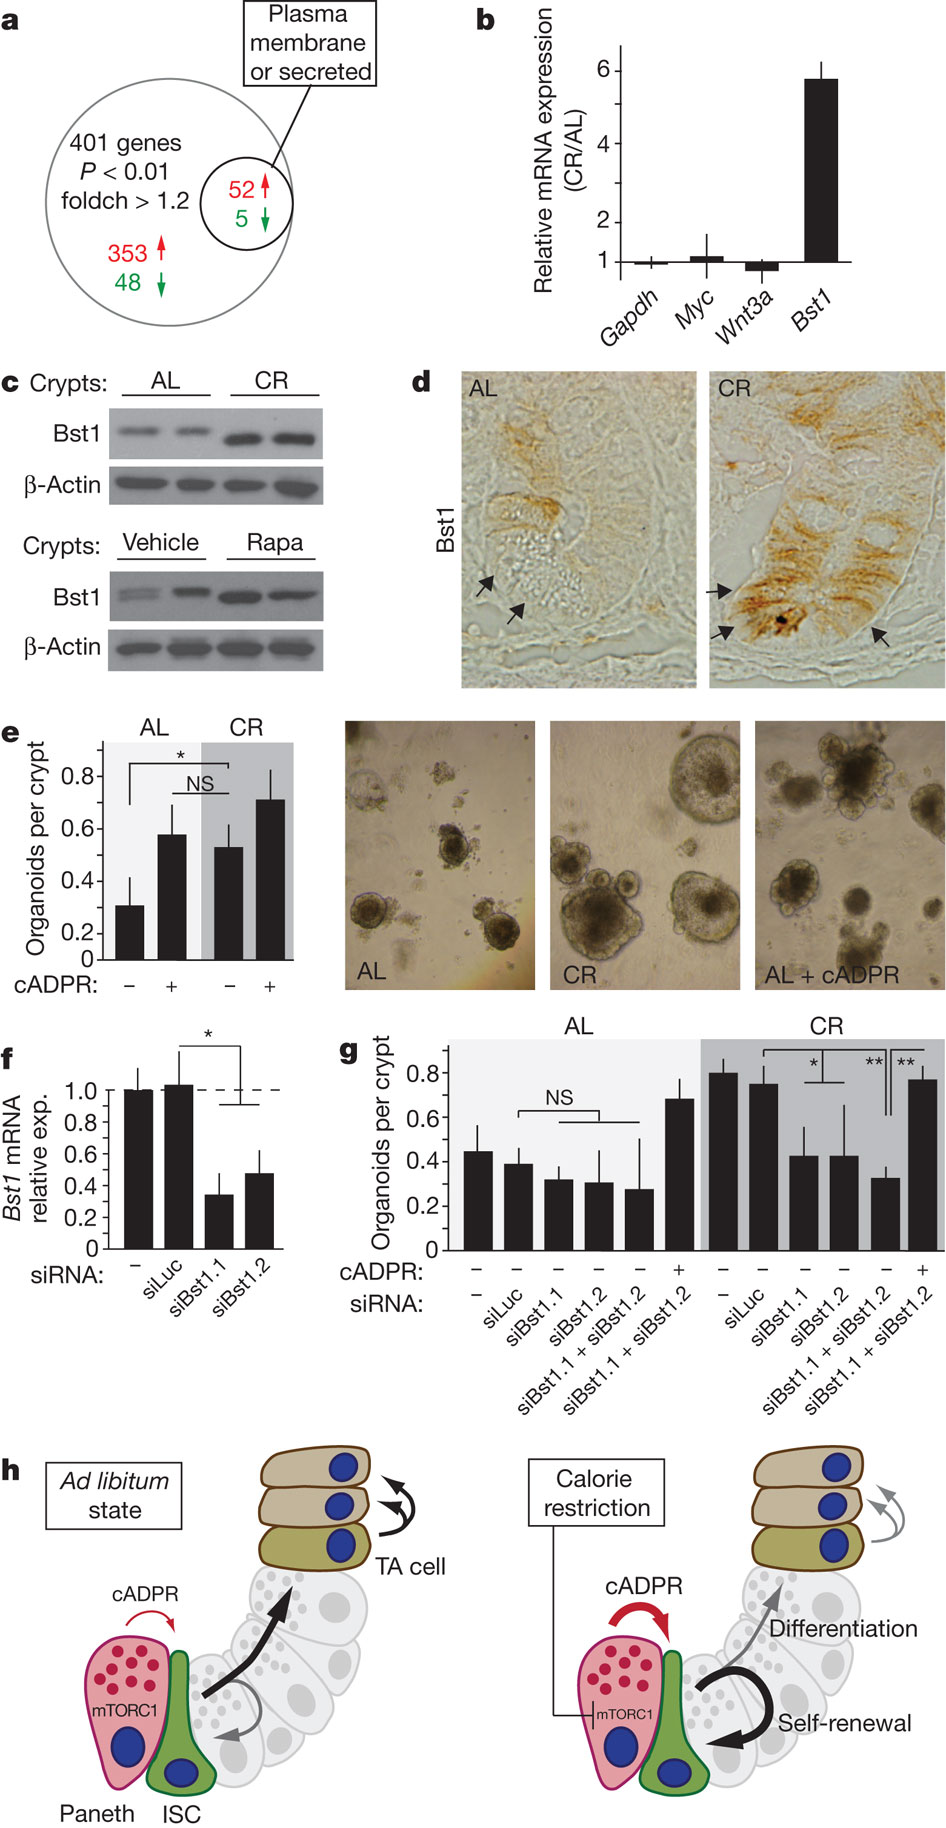 a
Plasma
membrane
or secreted
401 genes
P < 0.01
foldch > 1.2
52 ↑
5 ↓
353 ↑
48 ↓
b
Relative mRNA expression
(CR/AL)
6
4
2
1
Gapdh
Myc
Wnt3a
Bst1
c
Crypts: AL CR
Bst1
β-Actin
Crypts: Vehicle Rapa
Bst1
β-Actin
d
Bst1
AL
CR
e
AL CR
Organoids per crypt
0.8
0.6
0.4
0.2
0
*
NS
cADPR: – + – +
AL
CR
AL + cADPR
f
Bst1 mRNA
relative exp.
1.0
0.8
0.6
0.4
0.2
0
*
siRNA:
–
siLuc
siBst1.1
siBst1.2
g
AL CR
Organoids per crypt
0.8
0.6
0.4
0.2
0
NS
* ** **
cADPR: – – – – – + – – – – – +
siRNA:
–
siLuc
siBst1.1
siBst1.2
siBst1.1 + siBst1.2
siBst1.1 + siBst1.2
–
siLuc
siBst1.1
siBst1.2
siBst1.1 + siBst1.2
siBst1.1 + siBst1.2
h
Ad libitum
state
TA cell
cADPR
mTORC1
Paneth ISC
Calorie
restriction
cADPR
Differentiation
mTORC1
Self-renewal